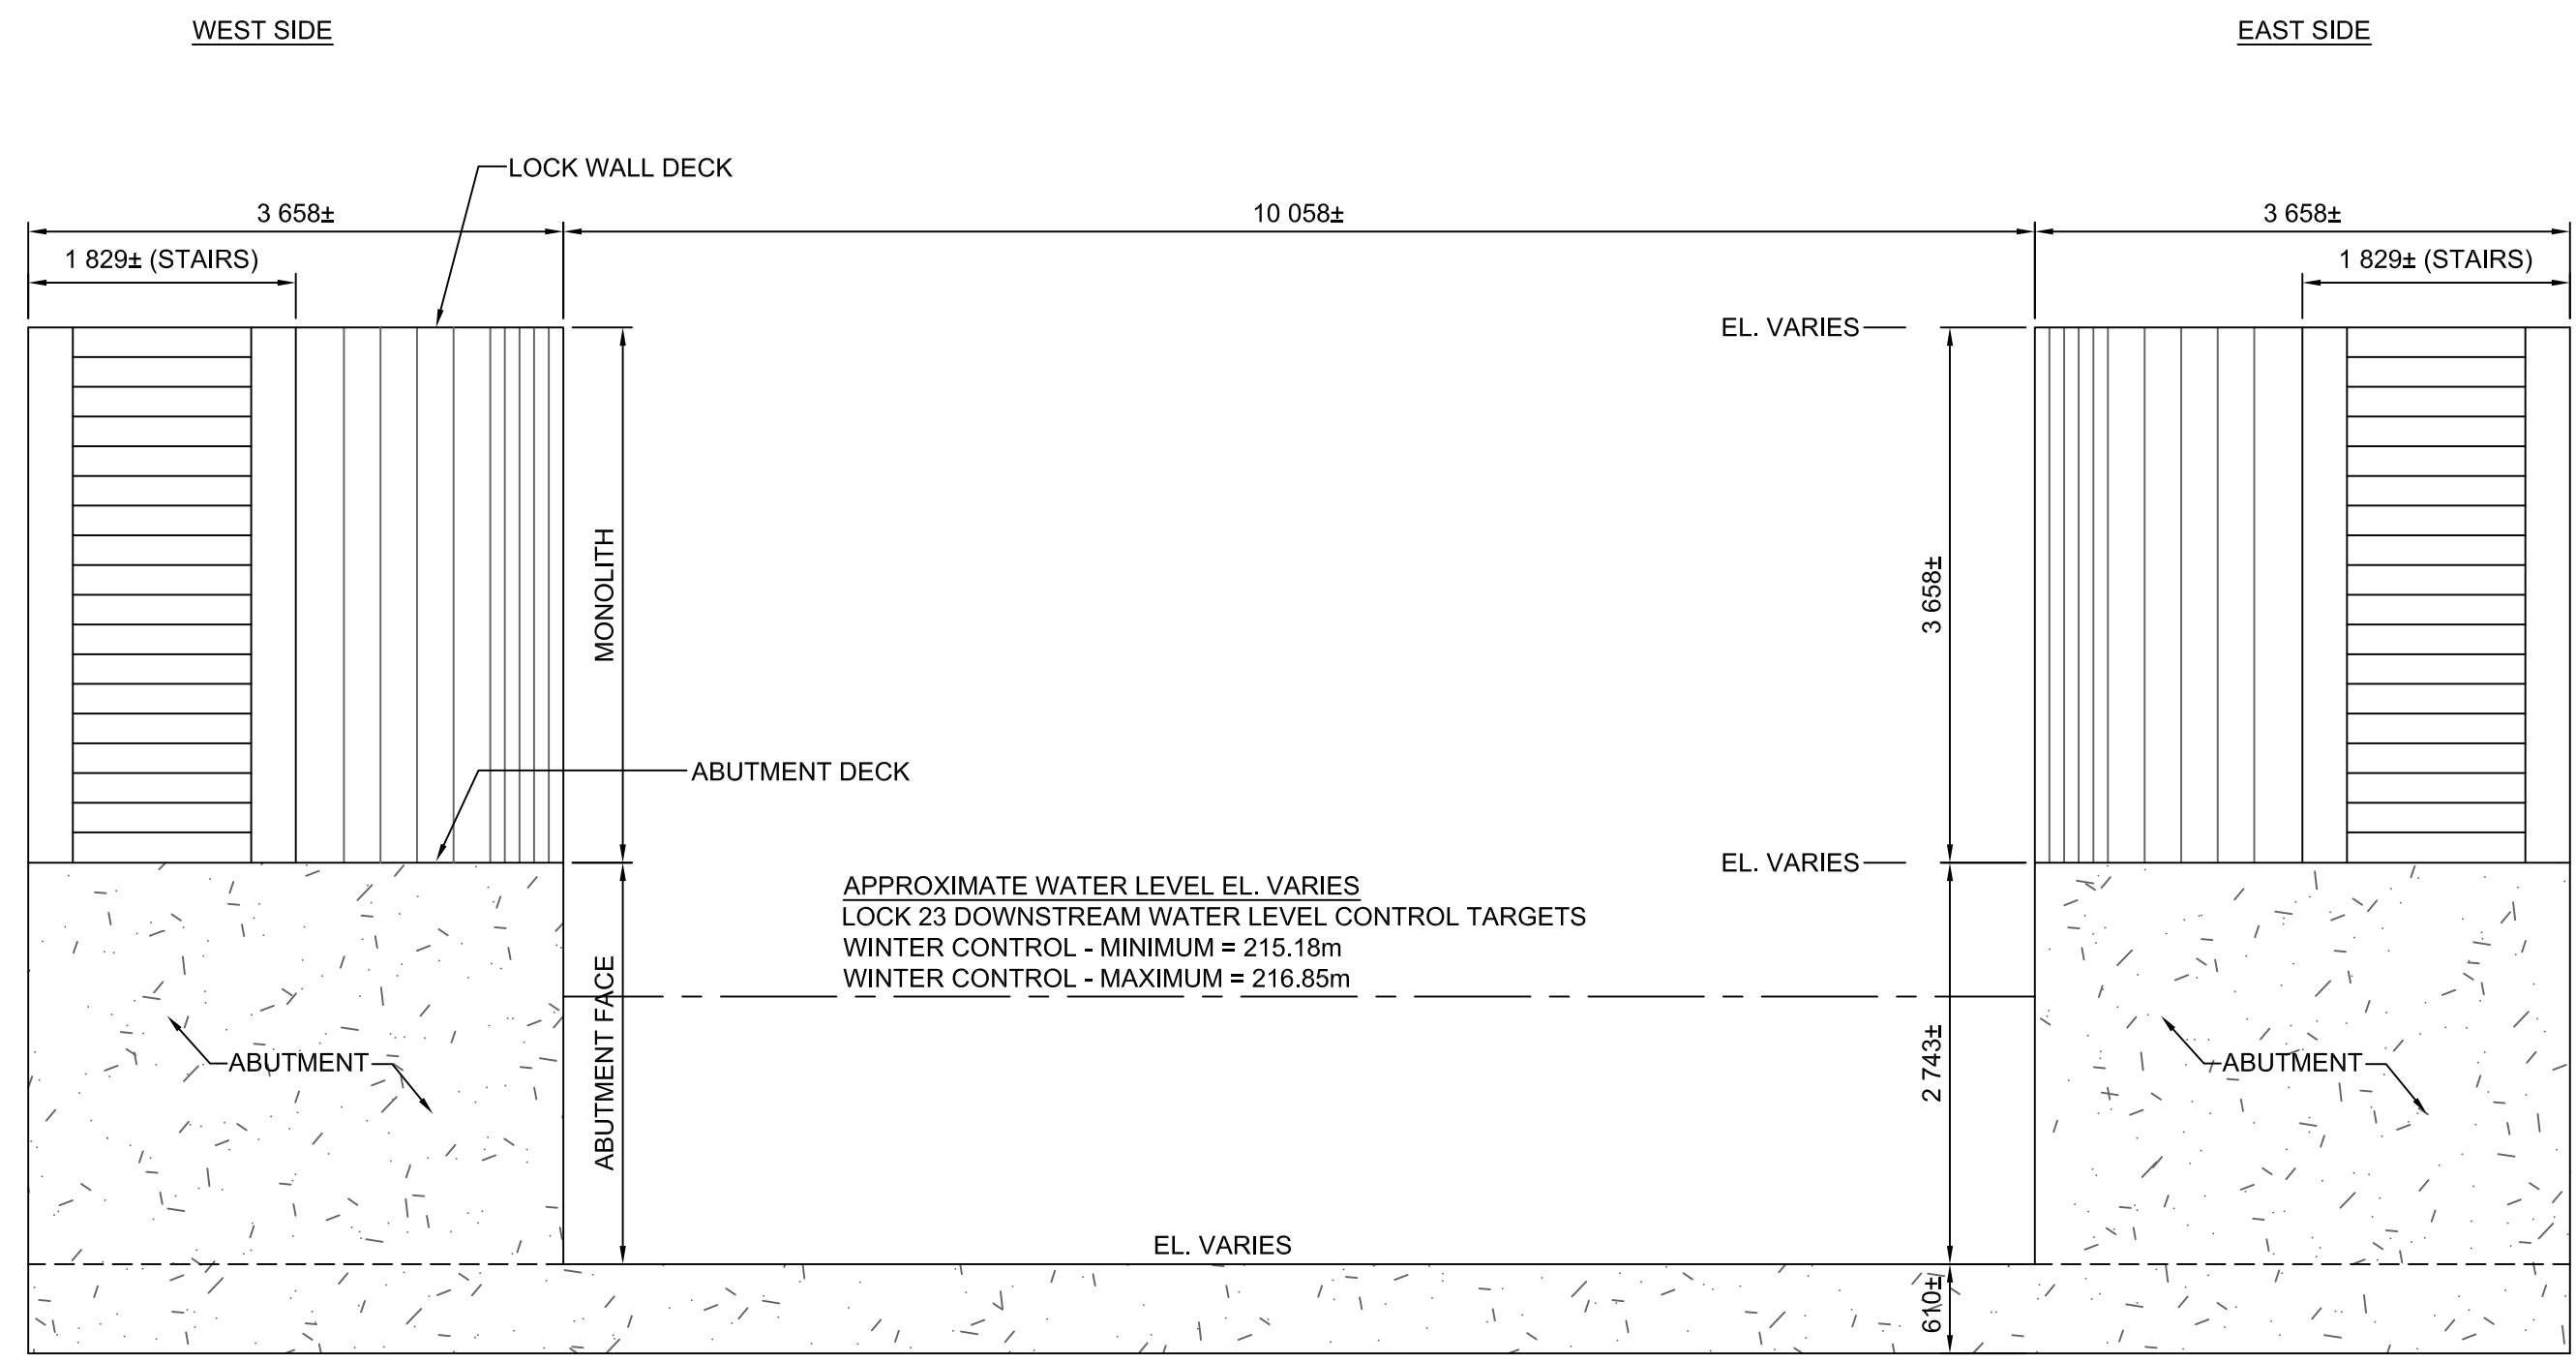 WEST SIDE
EAST SIDE
LOCK WALL DECK
3 658±
10 058±
3 658±
1 829± (STAIRS)
1 829± (STAIRS)
EL. VARIES
MONOLITH
3 658±
ABUTMENT DECK
EL. VARIES
APPROXIMATE WATER LEVEL EL. VARIES
LOCK 23 DOWNSTREAM WATER LEVEL CONTROL TARGETS
WINTER CONTROL - MINIMUM = 215.18m
WINTER CONTROL - MAXIMUM = 216.85m
ABUTMENT FACE
2 743±
ABUTMENT
ABUTMENT
EL. VARIES
610±